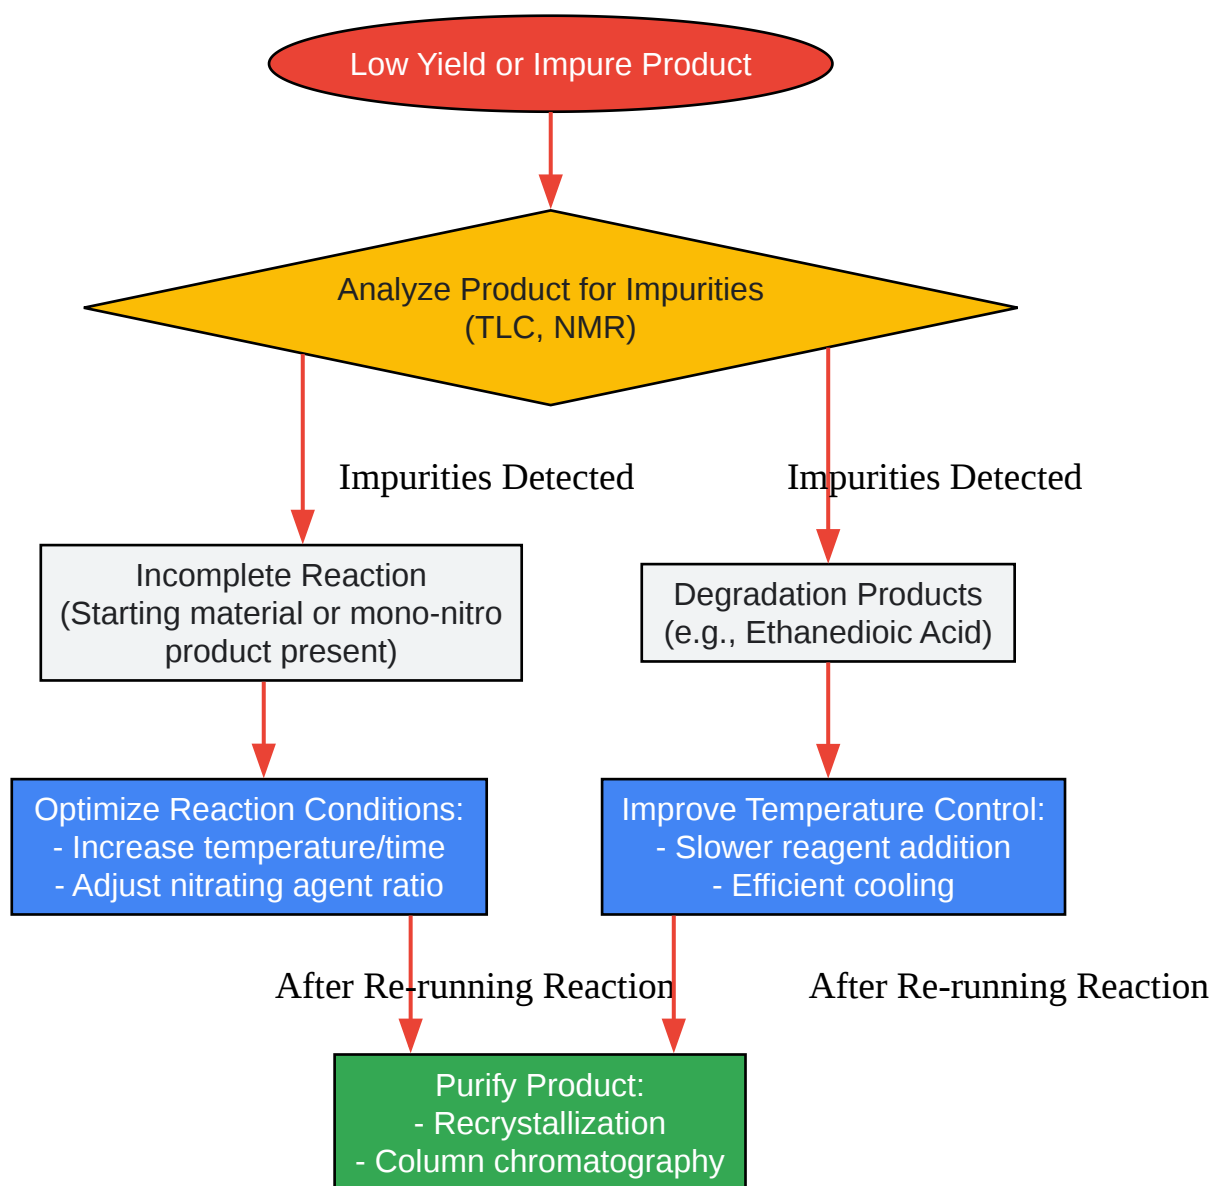 Low Yield or Impure Product
Analyze Product for Impurities
(TLC, NMR)
Impurities Detected
Impurities Detected
Incomplete Reaction
(Starting material or mono-nitro
product present)
Degradation Products
(e.g., Ethanedioic Acid)
Optimize Reaction Conditions:
- Increase temperature/time
- Adjust nitrating agent ratio
Improve Temperature Control:
- Slower reagent addition
- Efficient cooling
After Re-running Reaction
After Re-running Reaction
Purify Product:
- Recrystallization
- Column chromatography